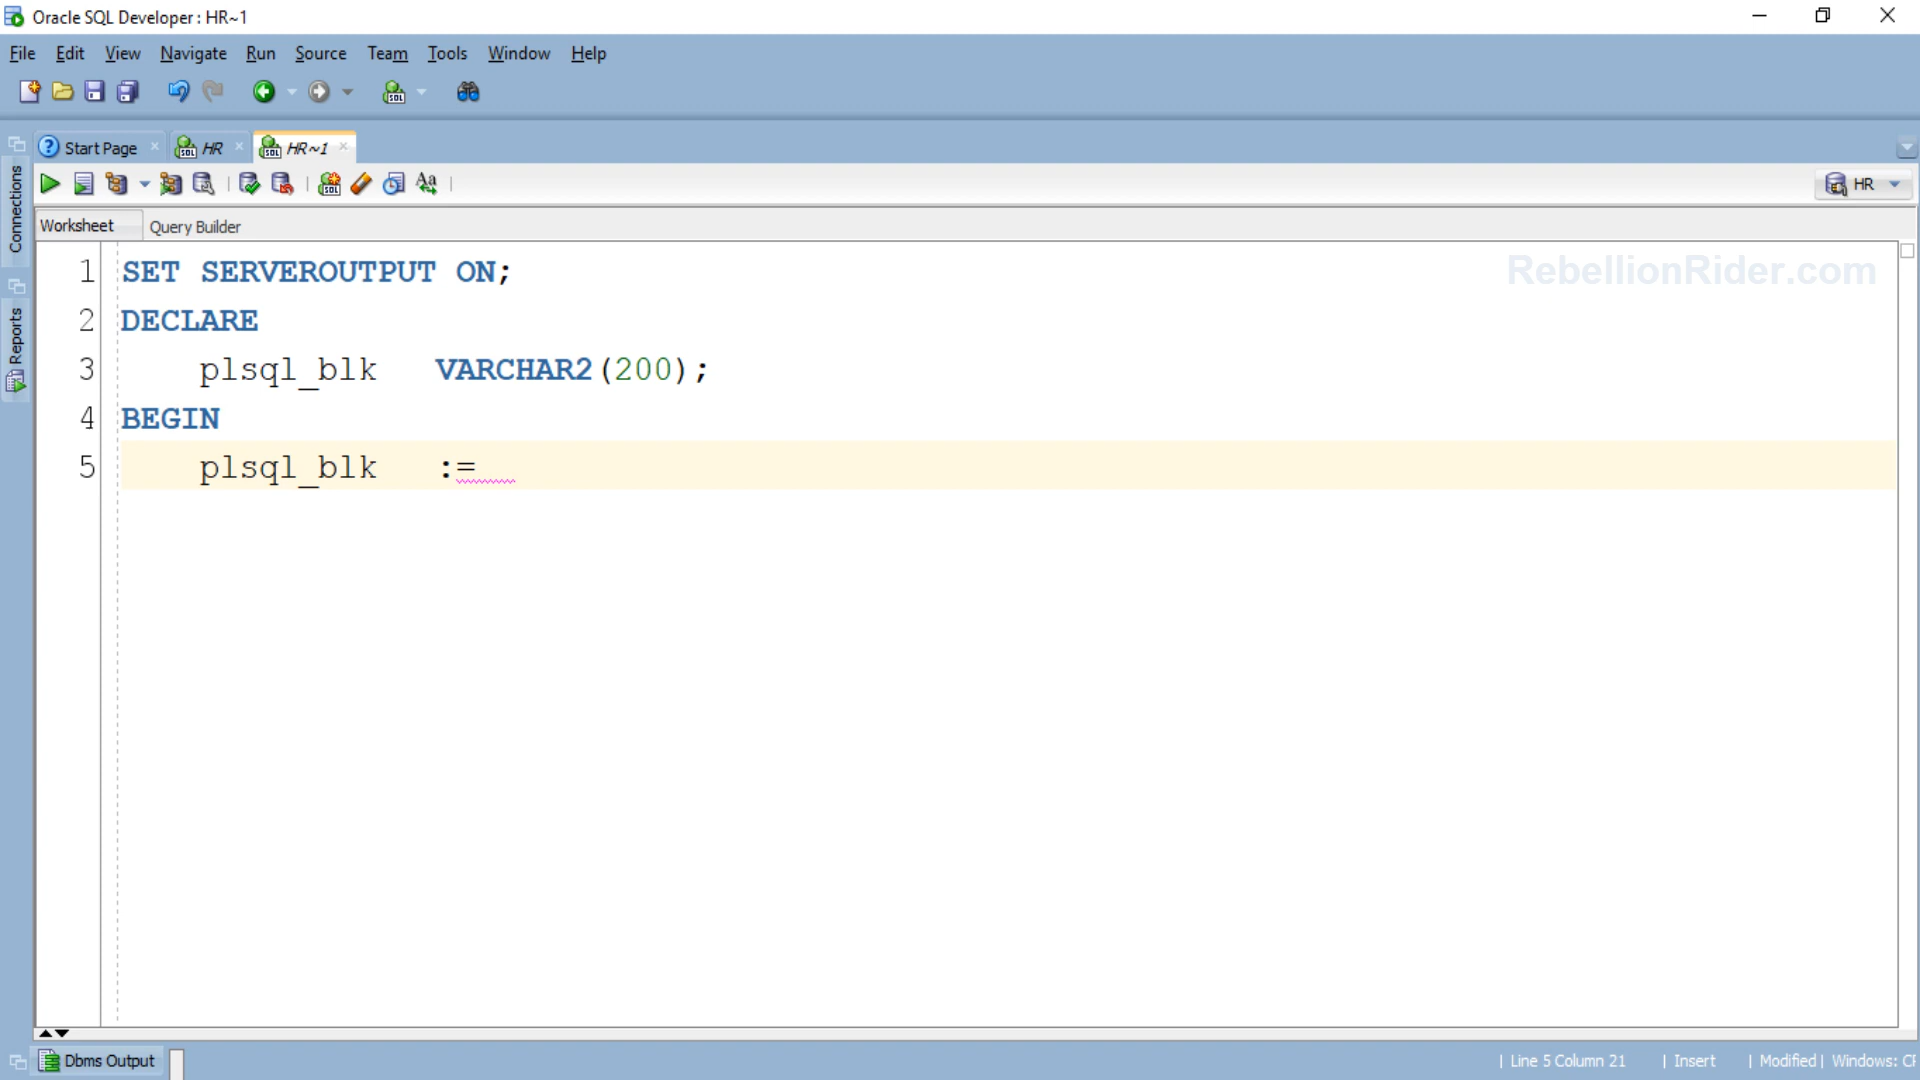 Oracle SQL Developer : HR~1
File Edit View Navigate Run Source Team Tools Window Help
Start Page HR HR~1
HR
Worksheet Query Builder
Connections
Reports
RebellionRider.com
1 SET SERVEROUTPUT ON;
2 DECLARE
3 plsql_blk VARCHAR2(200);
4 BEGIN
5 plsql_blk :=
Dbms Output
| Line 5 Column 21 | Insert | Modified | Windows: